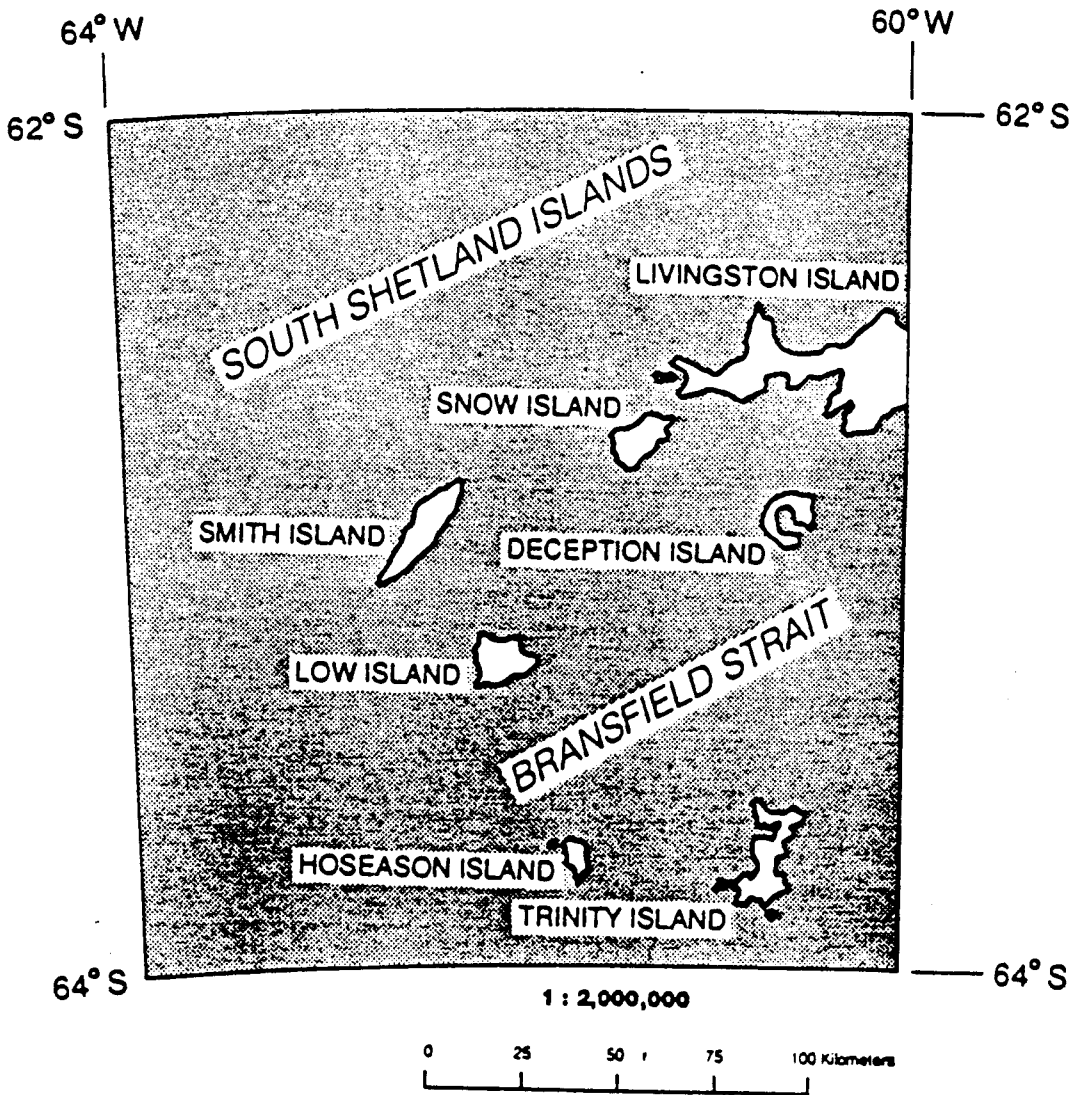 64° W
60° W
62° S
62° S
SOUTH SHETLAND ISLANDS
LIVINGSTON ISLAND
SNOW ISLAND
SMITH ISLAND
DECEPTION ISLAND
LOW ISLAND
BRANSFIELD STRAIT
HOSEASON ISLAND
TRINITY ISLAND
64° S
64° S
1 : 2,000,000
0 25 50 75 100 Kilometers